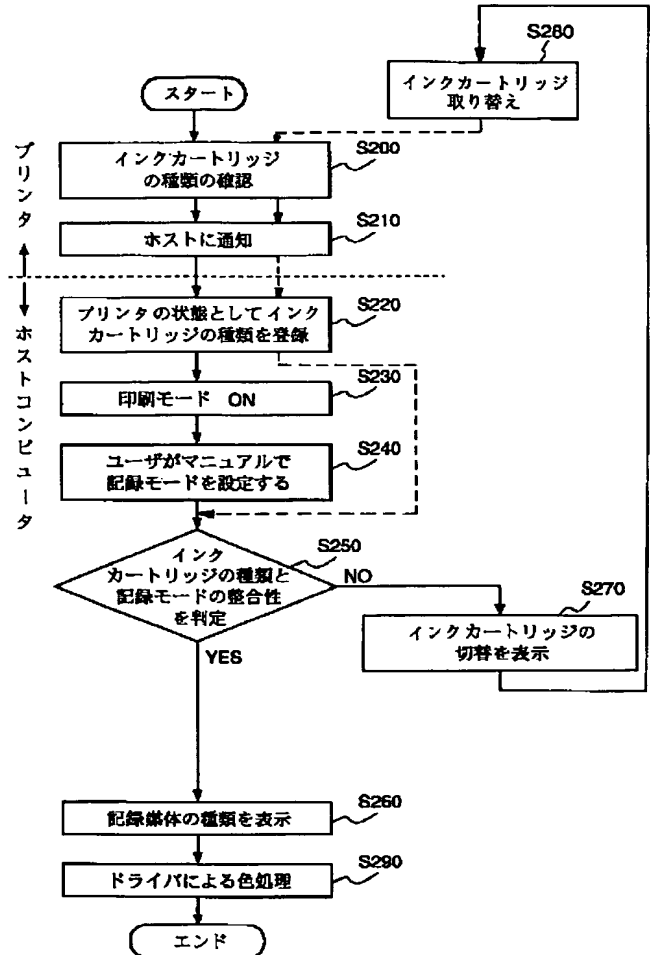 S280
インクカートリッジ
取り替え
スタート
プリンタ
S200
インクカートリッジ
の種類の確認
S210
ホストに通知
ホストコンピュータ
S220
プリンタの状態としてインク
カートリッジの種類を登録
S230
印刷モード ON
S240
ユーザがマニュアルで
記録モードを設定する
S250
インク
カートリッジの種類と
記録モードの整合性
を判定
NO
YES
S270
インクカートリッジの
切替を表示
S260
記録媒体の種類を表示
S290
ドライバによる色処理
エンド